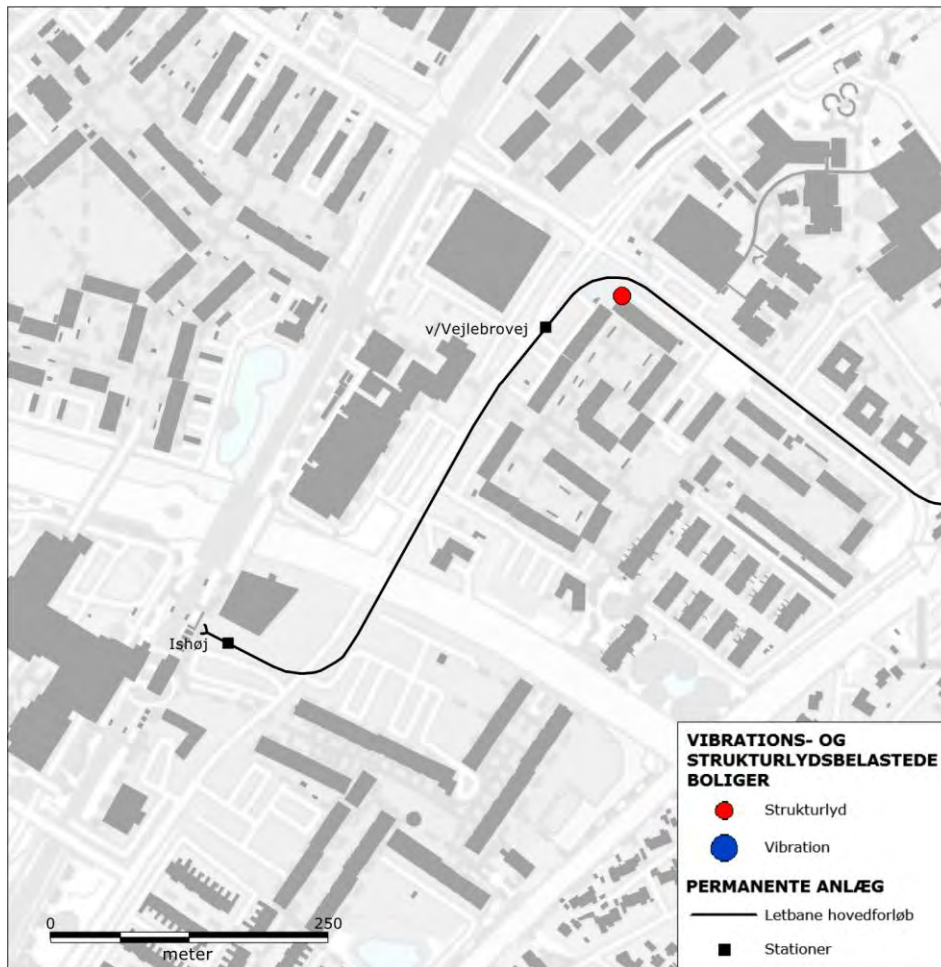 v/Vejlebrovej
Ishøj
0
250
meter
VIBRATIONS- OG
STRUKTURLYDSBELASTEDE
BOLIGER
Strukturlyd
Vibration
PERMANENTE ANLÆG
Letbane hovedforløb
Stationer